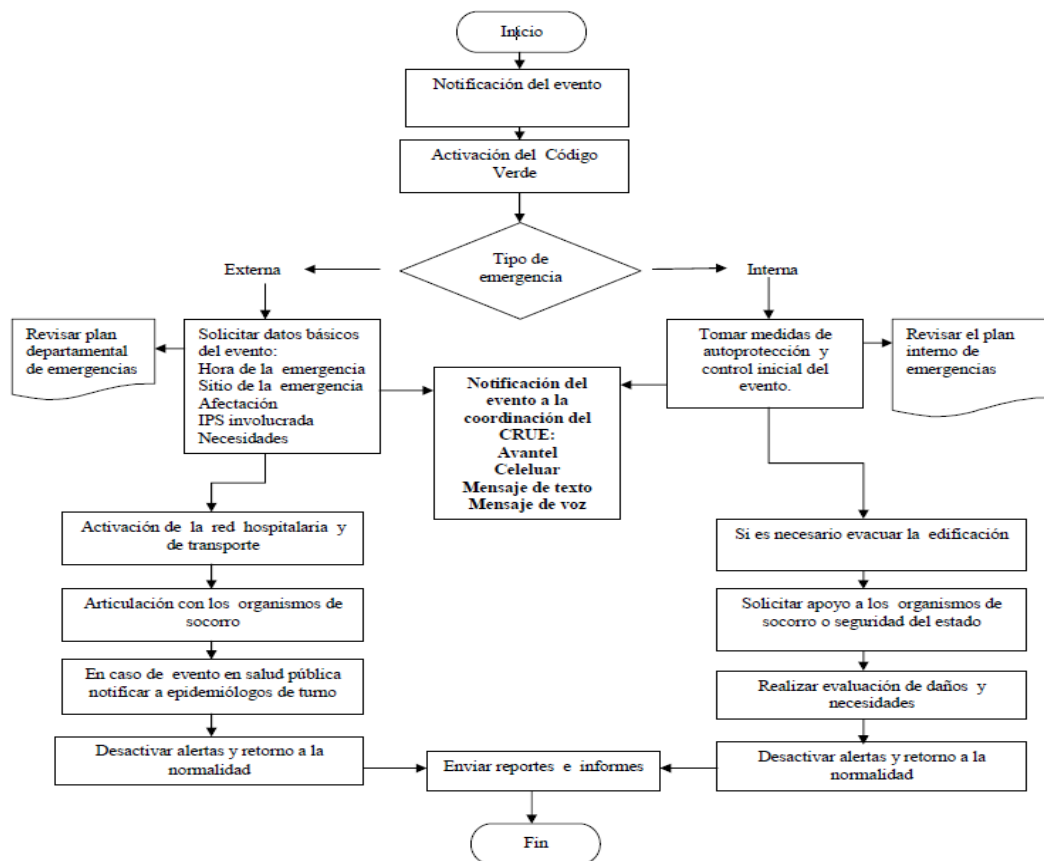 Inicio
Notificación del evento
Activación del Código
Verde
Tipo de
emergencia
Externa
Interna
Revisar plan
departamental
de emergencias
Solicitar datos básicos
del evento:
Hora de la emergencia
Sitio de la emergencia
Afectación
IPS involucrada
Necesidades
Notificación del
evento a la
coordinación del
CRUE:
Avantel
Celeluar
Mensaje de texto
Mensaje de voz
Tomar medidas de
autoprotección y
control inicial del
evento.
Revisar el plan
interno de
emergencias
Activación de la red hospitalaria y
de transporte
Articulación con los organismos de
socorro
En caso de evento en salud pública
notificar a epidemiólogos de turno
Desactivar alertas y retorno a la
normalidad
Si es necesario evacuar la edificación
Solicitar apoyo a los organismos de
socorro o seguridad del estado
Realizar evaluación de daños y
necesidades
Desactivar alertas y retorno a la
normalidad
Enviar reportes e informes
Fin